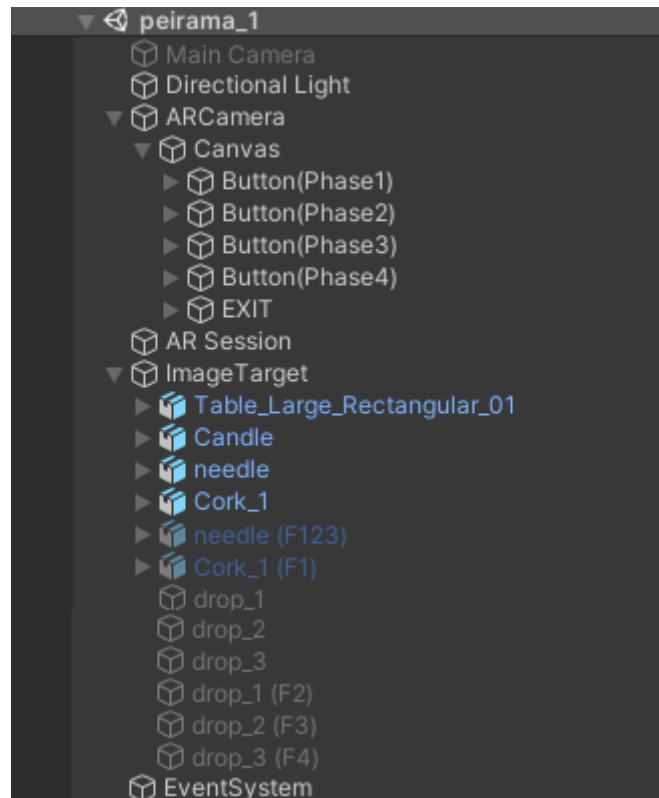 peirama_1
Main Camera
Directional Light
ARCamera
Canvas
Button(Phase1)
Button(Phase2)
Button(Phase3)
Button(Phase4)
EXIT
AR Session
ImageTarget
Table_Large_Rectangular_01
Candle
needle
Cork_1
needle (F123)
Cork_1 (F1)
drop_1
drop_2
drop_3
drop_1 (F2)
drop_2 (F3)
drop_3 (F4)
EventSystem